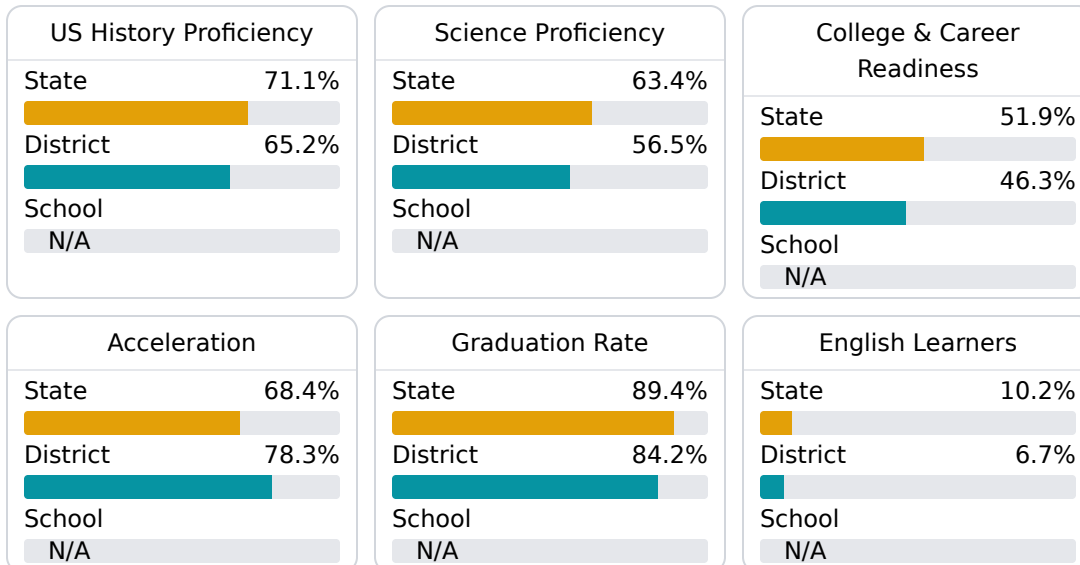 US History Proficiency
State 71.1%
District 65.2%
School
N/A
Science Proficiency
State 63.4%
District 56.5%
School
N/A
College & Career
Readiness
State 51.9%
District 46.3%
School
N/A
Acceleration
State 68.4%
District 78.3%
School
N/A
Graduation Rate
State 89.4%
District 84.2%
School
N/A
English Learners
State 10.2%
District 6.7%
School
N/A